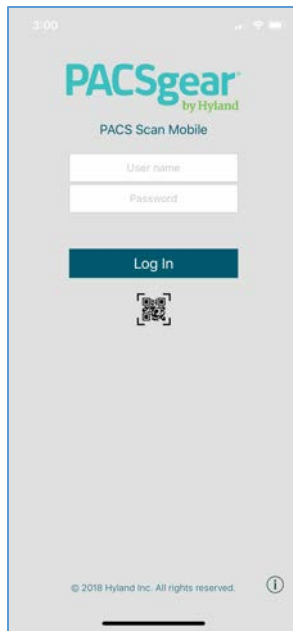 3:00
PACSgear
by Hyland
PACS Scan Mobile
User name
Password
Log In
© 2018 Hyland Inc. All rights reserved.
i